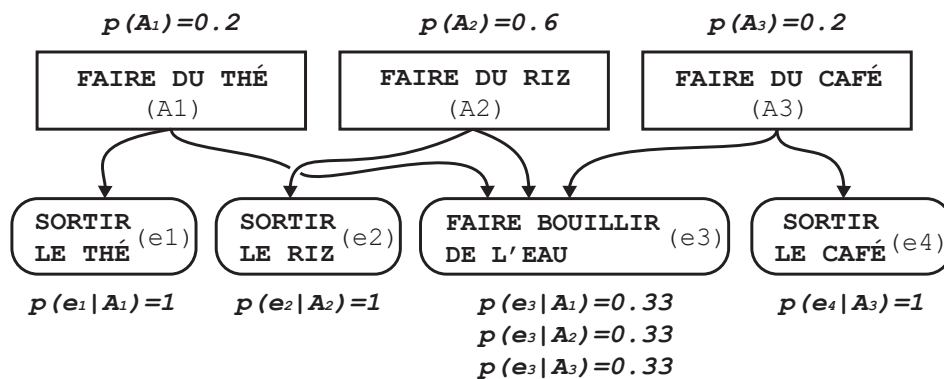 p(A₁)=0.2 p(A₂)=0.6 p(A₃)=0.2
FAIRE DU THÉ FAIRE DU RIZ FAIRE DU CAFÉ
(A1) (A2) (A3)
SORTIR SORTIR FAIRE BOUILLIR SORTIR
(e1) (e2) (e3) (e4)
LE THÉ LE RIZ DE L'EAU LE CAFÉ
p(e₁|A₁)=1 p(e₂|A₂)=1 p(e₃|A₁)=0.33 p(e₄|A₃)=1
p(e₃|A₂)=0.33
p(e₃|A₃)=0.33